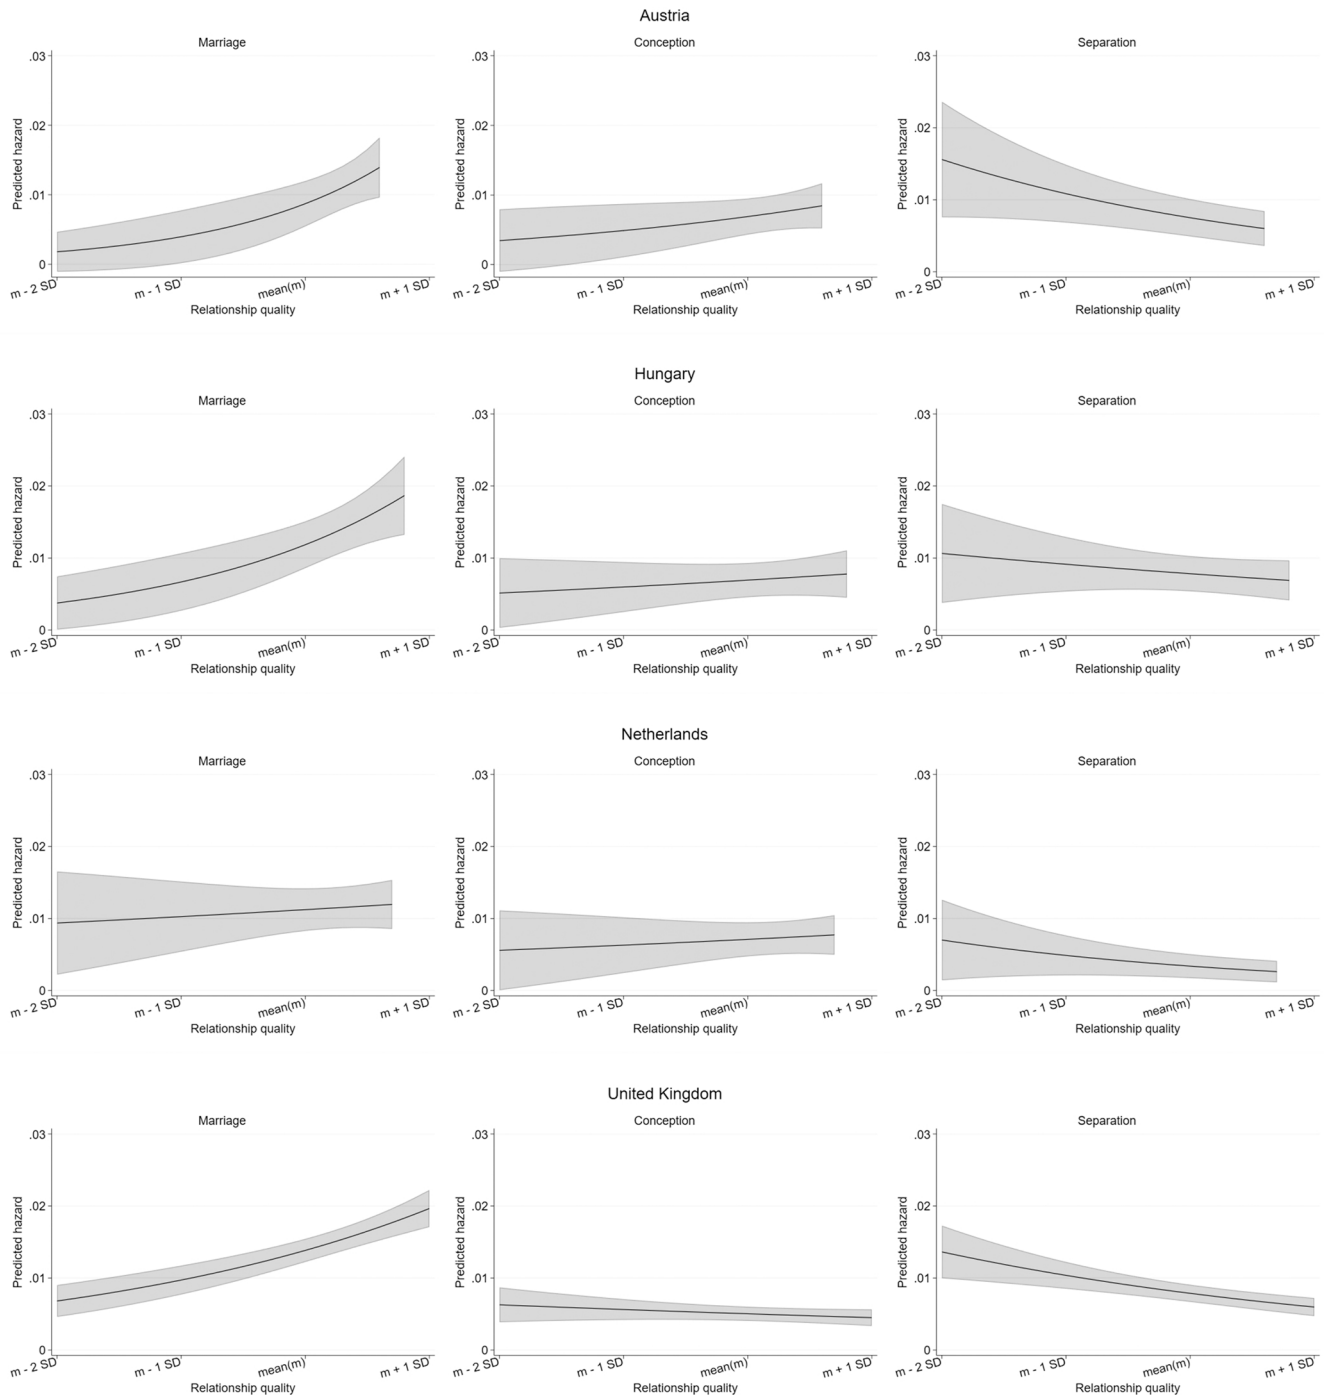 Austria
Marriage
Conception
Separation
Predicted hazard
.03
.02
.01
0
m - 2 SD
m - 1 SD
mean(m)
m + 1 SD
Relationship quality
Predicted hazard
.03
.02
.01
0
m - 2 SD
m - 1 SD
mean(m)
m + 1 SD
Relationship quality
Predicted hazard
.03
.02
.01
0
m - 2 SD
m - 1 SD
mean(m)
m + 1 SD
Relationship quality
Hungary
Marriage
Conception
Separation
Predicted hazard
.03
.02
.01
0
m - 2 SD
m - 1 SD
mean(m)
m + 1 SD
Relationship quality
Predicted hazard
.03
.02
.01
0
m - 2 SD
m - 1 SD
mean(m)
m + 1 SD
Relationship quality
Predicted hazard
.03
.02
.01
0
m - 2 SD
m - 1 SD
mean(m)
m + 1 SD
Relationship quality
Netherlands
Marriage
Conception
Separation
Predicted hazard
.03
.02
.01
0
m - 2 SD
m - 1 SD
mean(m)
m + 1 SD
Relationship quality
Predicted hazard
.03
.02
.01
0
m - 2 SD
m - 1 SD
mean(m)
m + 1 SD
Relationship quality
Predicted hazard
.03
.02
.01
0
m - 2 SD
m - 1 SD
mean(m)
m + 1 SD
Relationship quality
United Kingdom
Marriage
Conception
Separation
Predicted hazard
.03
.02
.01
0
m - 2 SD
m - 1 SD
mean(m)
m + 1 SD
Relationship quality
Predicted hazard
.03
.02
.01
0
m - 2 SD
m - 1 SD
mean(m)
m + 1 SD
Relationship quality
Predicted hazard
.03
.02
.01
0
m - 2 SD
m - 1 SD
mean(m)
m + 1 SD
Relationship quality